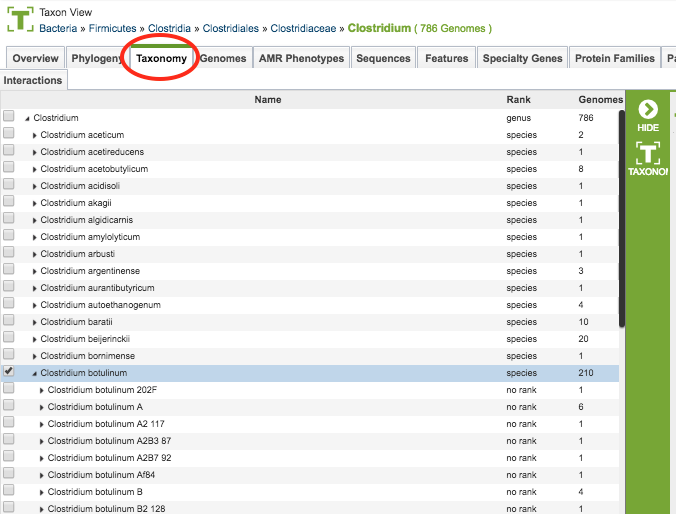 Taxon View
Bacteria » Firmicutes » Clostridia » Clostridiales » Clostridiaceae » Clostridium ( 786 Genomes )
Overview Phylogeny Taxonomy Genomes AMR Phenotypes Sequences Features Specialty Genes Protein Families Pa
Interactions
Name Rank Genomes
Clostridium genus 786
Clostridium aceticum species 2
Clostridium acetireducens species 1
Clostridium acetobutylicum species 8
Clostridium acidisoli species 1
Clostridium akagii species 1
Clostridium algidicarnis species 1
Clostridium amylolyticum species 1
Clostridium arbusti species 1
Clostridium argentinense species 3
Clostridium aurantibutyricum species 1
Clostridium autoethanogenum species 4
Clostridium baratii species 10
Clostridium beijerinckii species 20
Clostridium bornimense species 1
Clostridium botulinum species 210
Clostridium botulinum 202F no rank 1
Clostridium botulinum A no rank 6
Clostridium botulinum A2 117 no rank 1
Clostridium botulinum A2B3 87 no rank 1
Clostridium botulinum A2B7 92 no rank 1
Clostridium botulinum Af84 no rank 1
Clostridium botulinum B no rank 4
Clostridium botulinum B2 128 no rank 1
HIDE
T
TAXONO